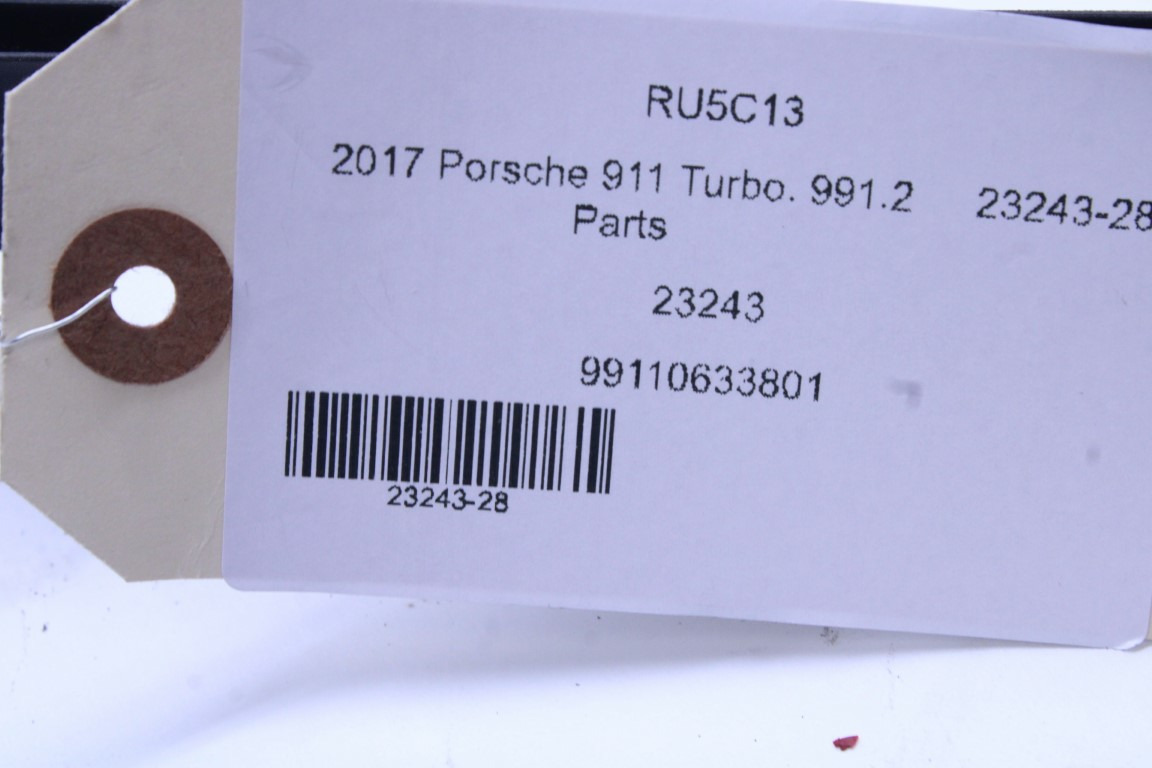 RU5C13
2017 Porsche 911 Turbo. 991.2 23243-28
Parts
23243
99110633801
23243-28